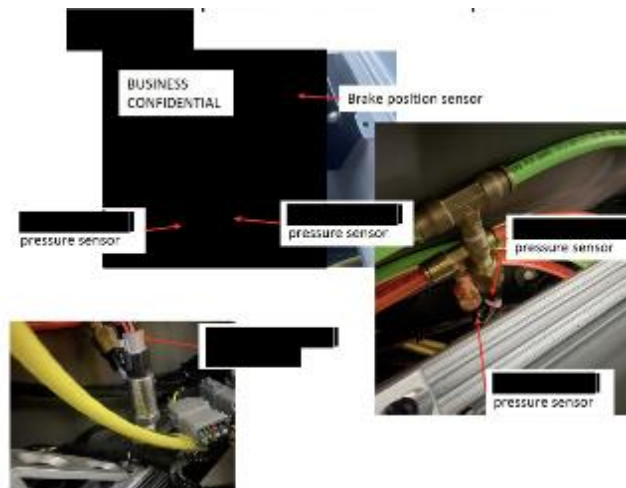 BUSINESS
CONFIDENTIAL
Brake position sensor
pressure sensor
pressure sensor
pressure sensor
pressure sensor